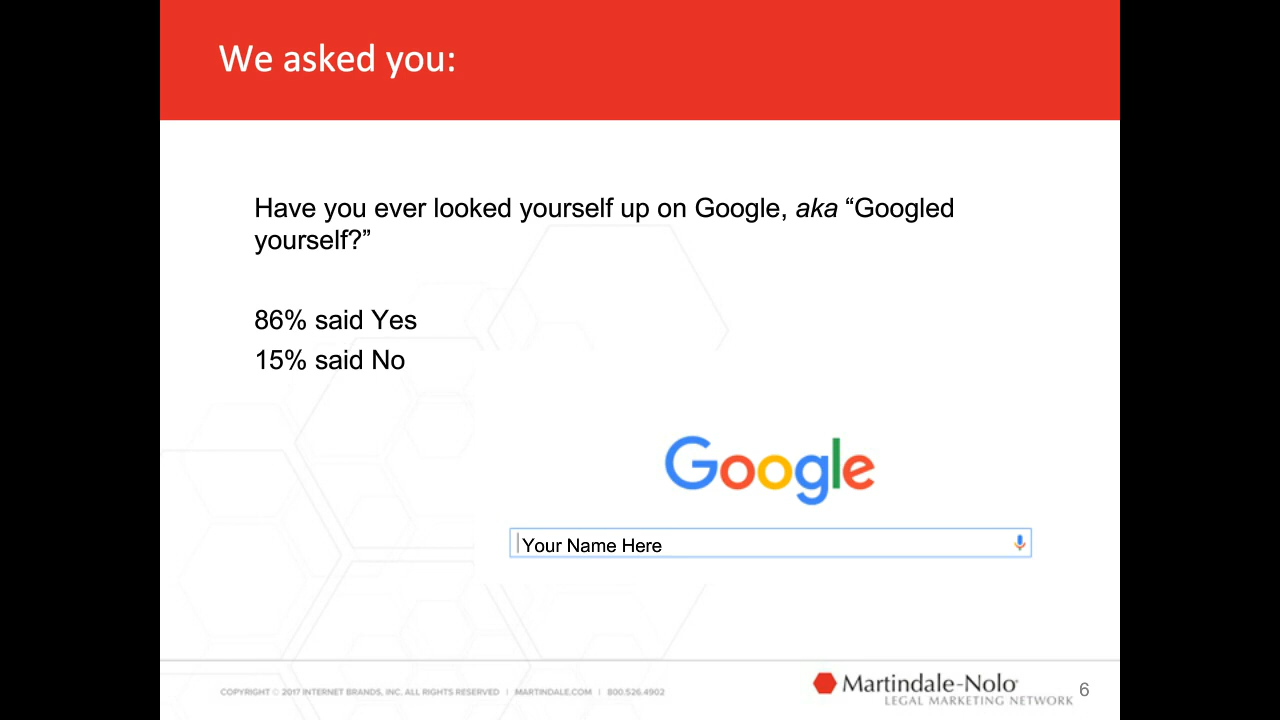 We asked you:
Have you ever looked yourself up on Google, aka “Googled
yourself?”
86% said Yes
15% said No
Google
Your Name Here
COPYRIGHT © 2017 INTERNET BRANDS, INC. ALL RIGHTS RESERVED | MARTINDALE.COM | 800.526.4902
Martindale-Nolo®
LEGAL MARKETING NETWORK
6